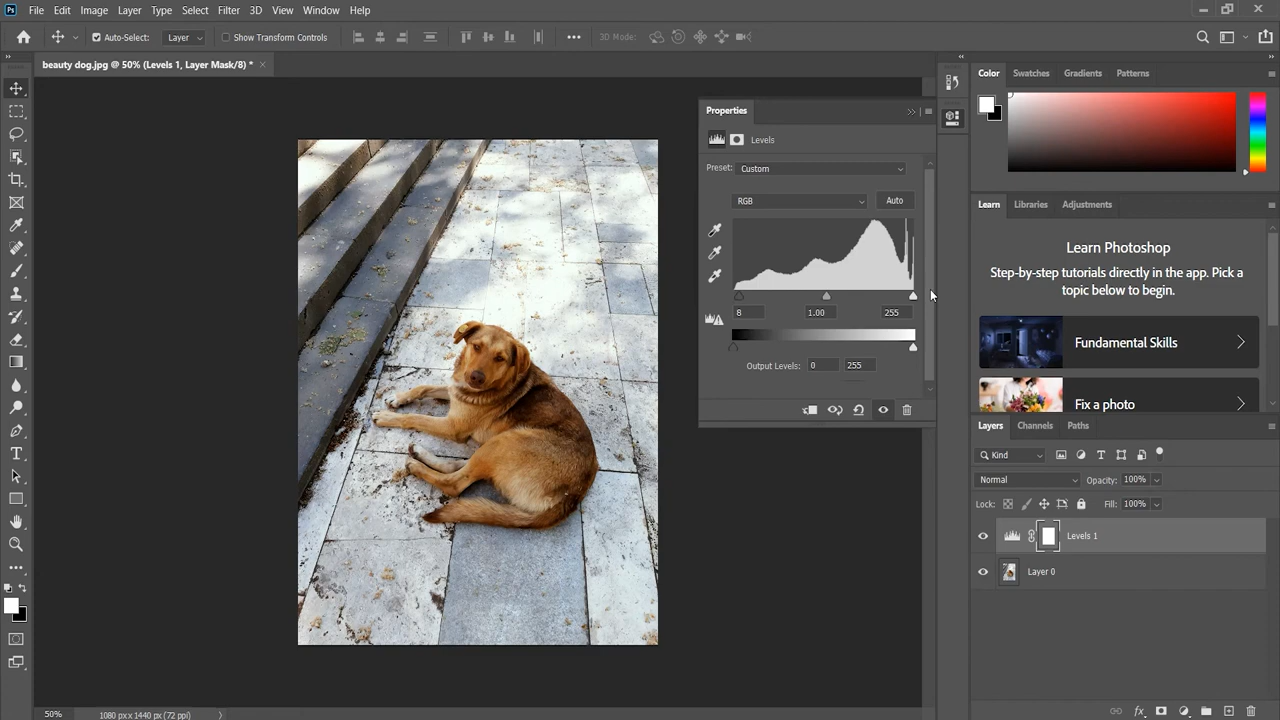 Ps File Edit Image Layer Type Select Filter 3D View Window Help
Auto-Select: Layer Show Transform Controls 3D Mode:
beauty dog.jpg @ 50% (Levels 1, Layer Mask/8) *
Color Swatches Gradients Patterns
Properties
Levels
Preset: Custom
RGB Auto
8 1.00 255
Output Levels: 0 255
Learn Libraries Adjustments
Learn Photoshop
Step-by-step tutorials directly in the app. Pick a
topic below to begin.
Fundamental Skills
Fix a photo
Layers Channels Paths
Kind
Normal Opacity: 100%
Lock: Fill: 100%
Levels 1
Layer 0
50% 1080 px x 1440 px (72 ppi)